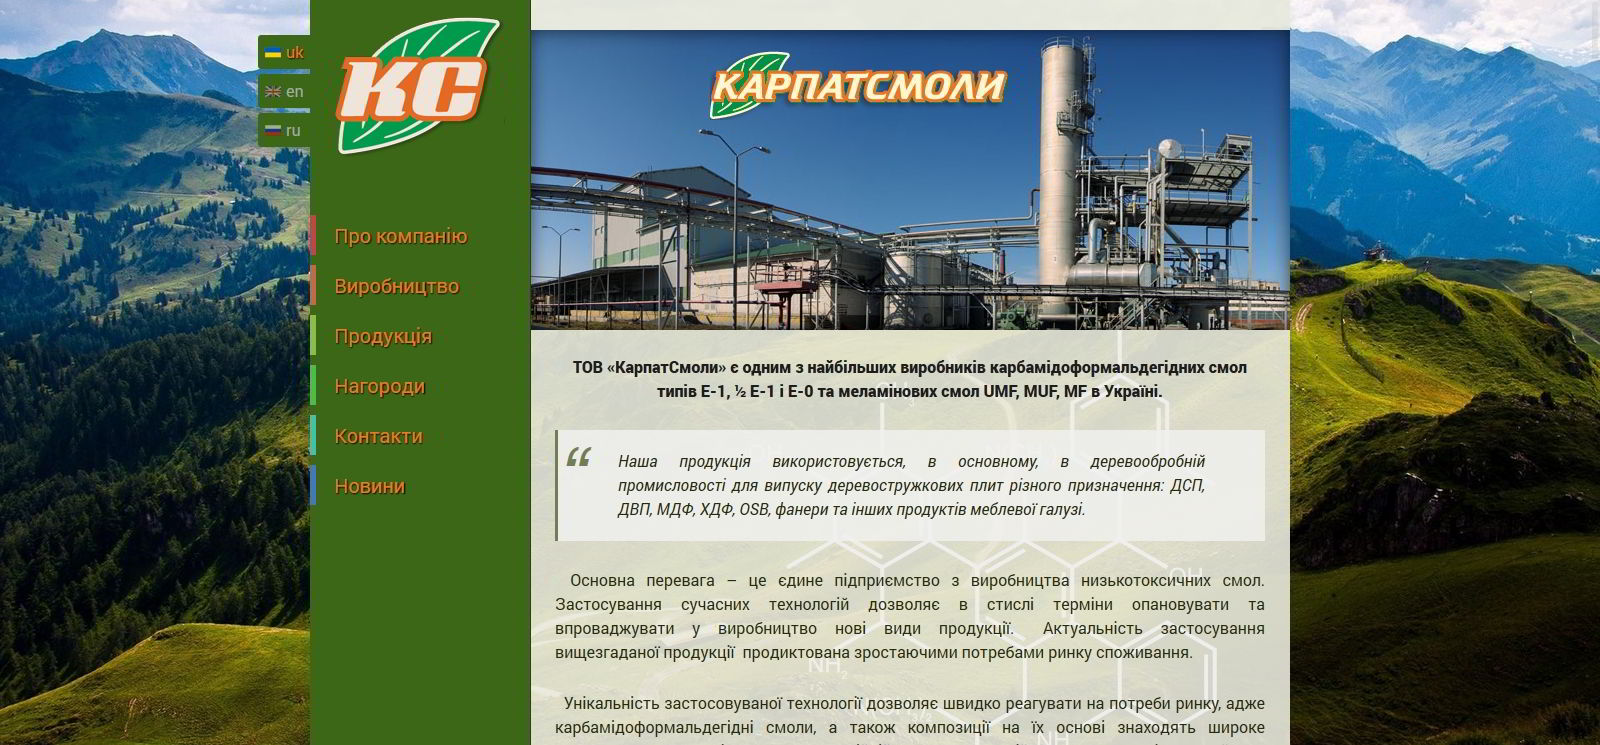 uk
en
ru
КС
Про компанію
Виробництво
Продукція
Нагороди
Контакти
Новини
КАРПАТСМОЛИ
ТОВ «КарпатСмоли» є одним з найбільших виробників карбамідоформальдегідних смол
типів Е-1, ½ Е-1 і Е-0 та меламінових смол UMF, MUF, MF в Україні.
“
Наша продукція використовується, в основному, в деревообробній
промисловості для випуску деревостружкових плит різного призначення: ДСП,
ДВП, МДФ, ХДФ, OSB, фанери та інших продуктів меблевої галузі.
Основна перевага – це єдине підприємство з виробництва низькотоксичних смол.
Застосування сучасних технологій дозволяє в стислі терміни опановувати та
впроваджувати у виробництво нові види продукції. Актуальність застосування
вищезгаданої продукції продиктована зростаючими потребами ринку споживання.
OH
NH2
Унікальність застосовуваної технології дозволяє швидко реагувати на потреби ринку, адже
карбамідоформальдегідні смоли, а також композиції на їх основі знаходять широке
NH